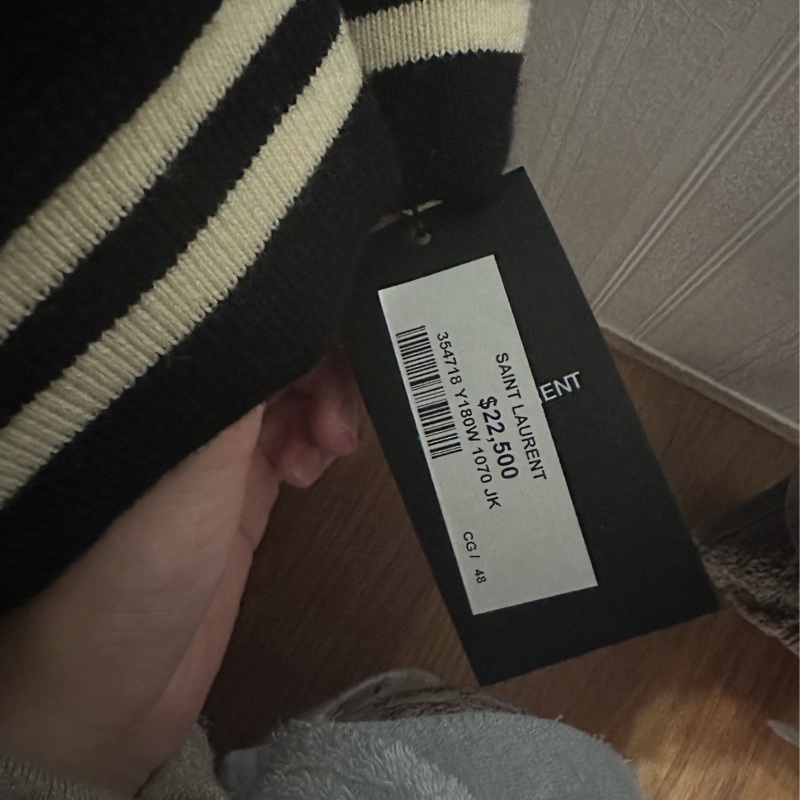 SAINT LAURENT
$22,500
354718 Y180W 1070 JK
CG / 48
ENT